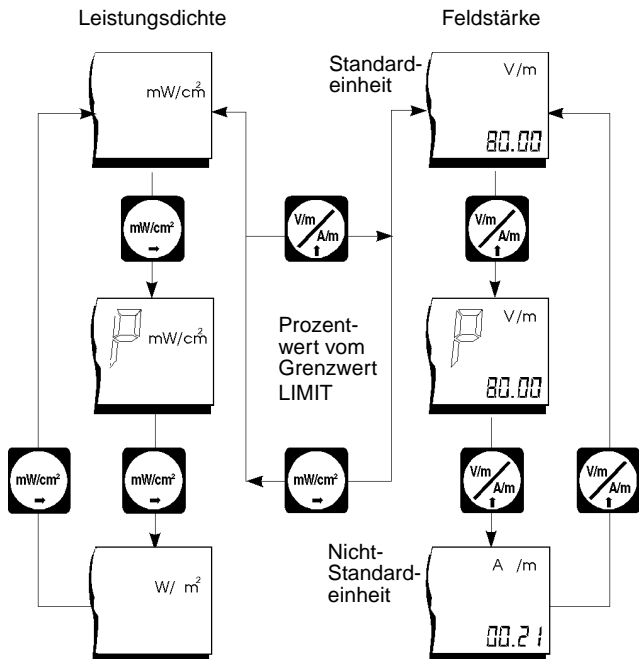 Leistungsdichte
Feldstärke
Standard-
einheit
mW/cm²
V/m
80.00
mW/cm²
V/m
A/m
V/m
A/m
P
mW/cm²
Prozent-
wert vom
Grenzwert
LIMIT
P
V/m
80.00
mW/cm²
mW/cm²
mW/cm²
V/m
A/m
V/m
A/m
Nicht-
Standard-
einheit
W/ m²
A /m
00.21